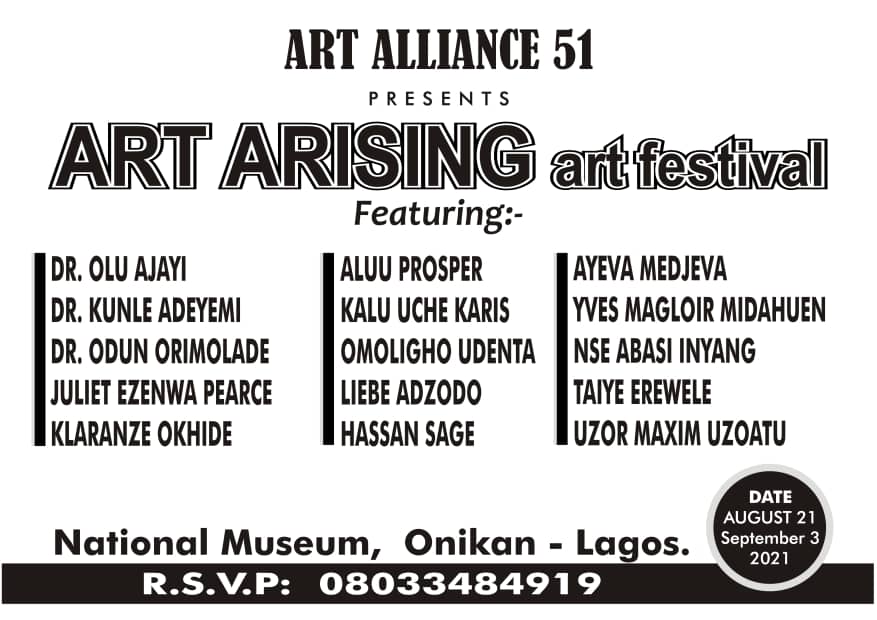 ART ALLIANCE 51
PRESENTS
ART ARISING art festival
Featuring:-
DR. OLU AJAYI
DR. KUNLE ADEYEMI
DR. ODUN ORIMOLADE
JULIET EZENWA PEARCE
KLARANZE OKHIDE
ALUU PROSPER
KALU UCHE KARIS
OMOLIGHO UDENTA
LIEBE ADZODO
HASSAN SAGE
AYEVA MEDJEVA
YVES MAGLOIR MIDAHUEN
NSE ABASI INYANG
TAIYE EREWELE
UZOR MAXIM UZOATU
DATE
AUGUST 21
September 3
2021
National Museum, Onikan - Lagos.
R.S.V.P: 08033484919